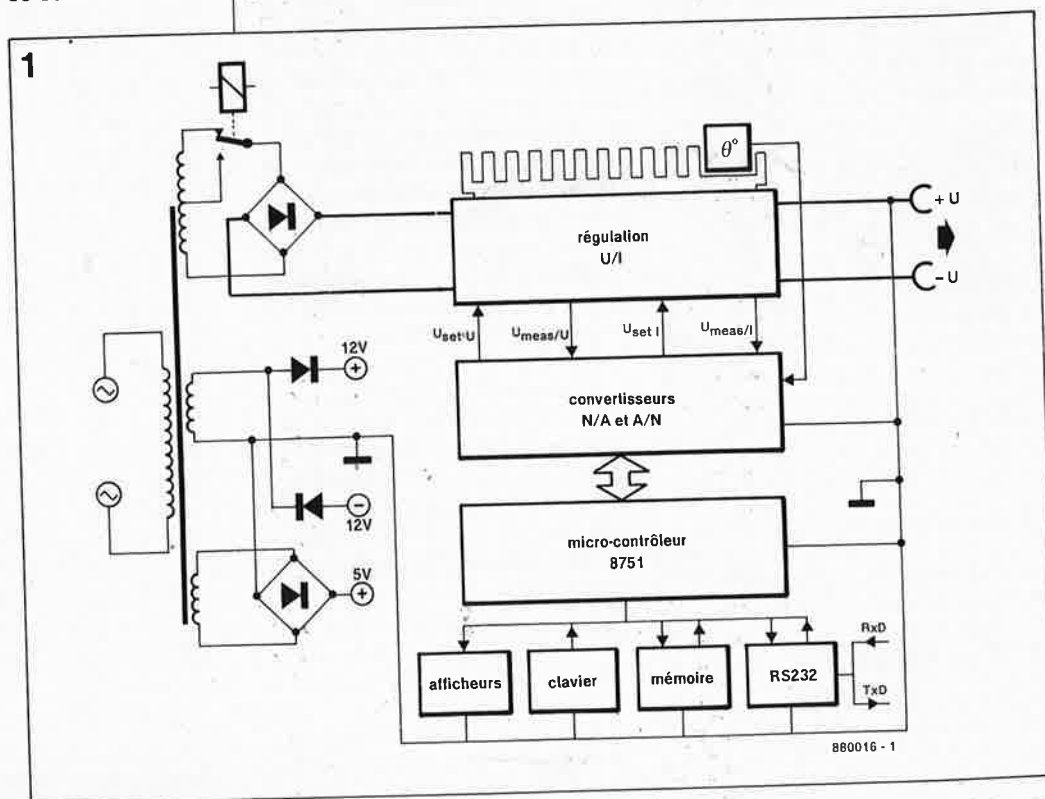 1
θ°
+ U
régulation
U/I
− U
Uset U
Umeas/U
Uset I
Umeas/I
12V
+
convertisseurs
N/A et A/N
−
12V
micro-contrôleur
8751
5V
+
RxD
afficheurs
clavier
mémoire
RS232
TxD
880016 - 1